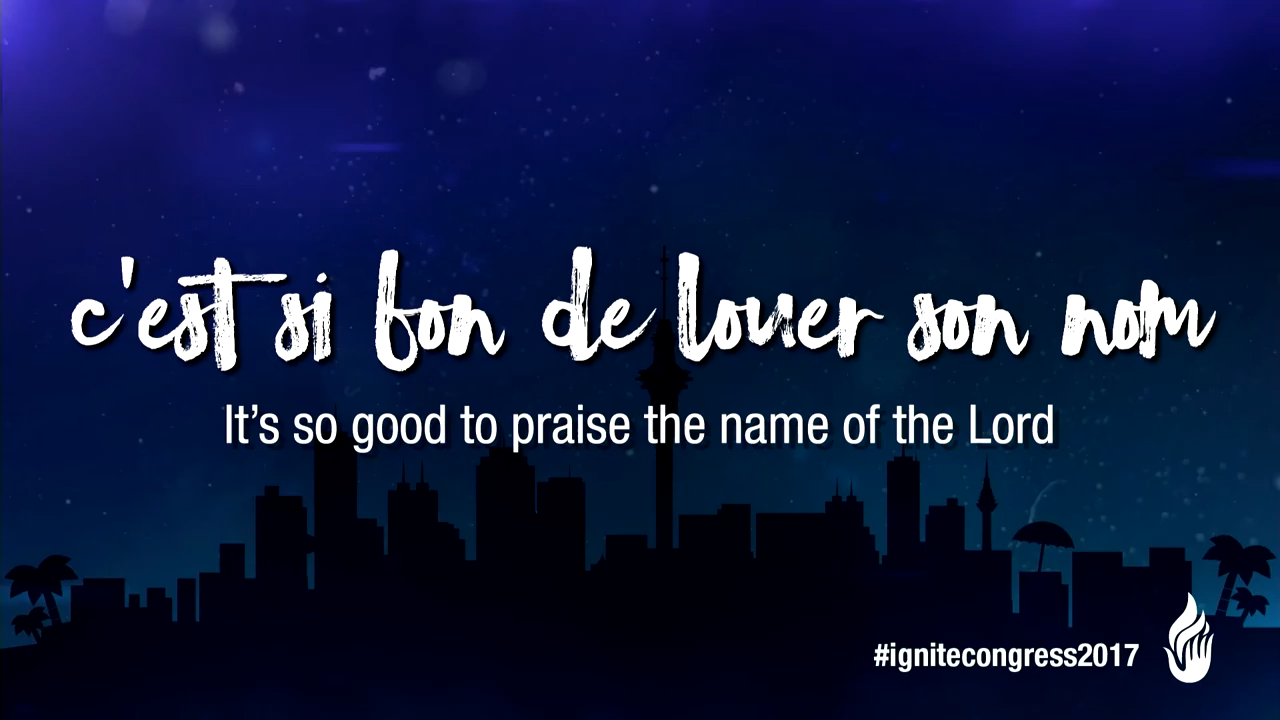 c'est si bon de louer son nom
It’s so good to praise the name of the Lord
#ignitecongress2017